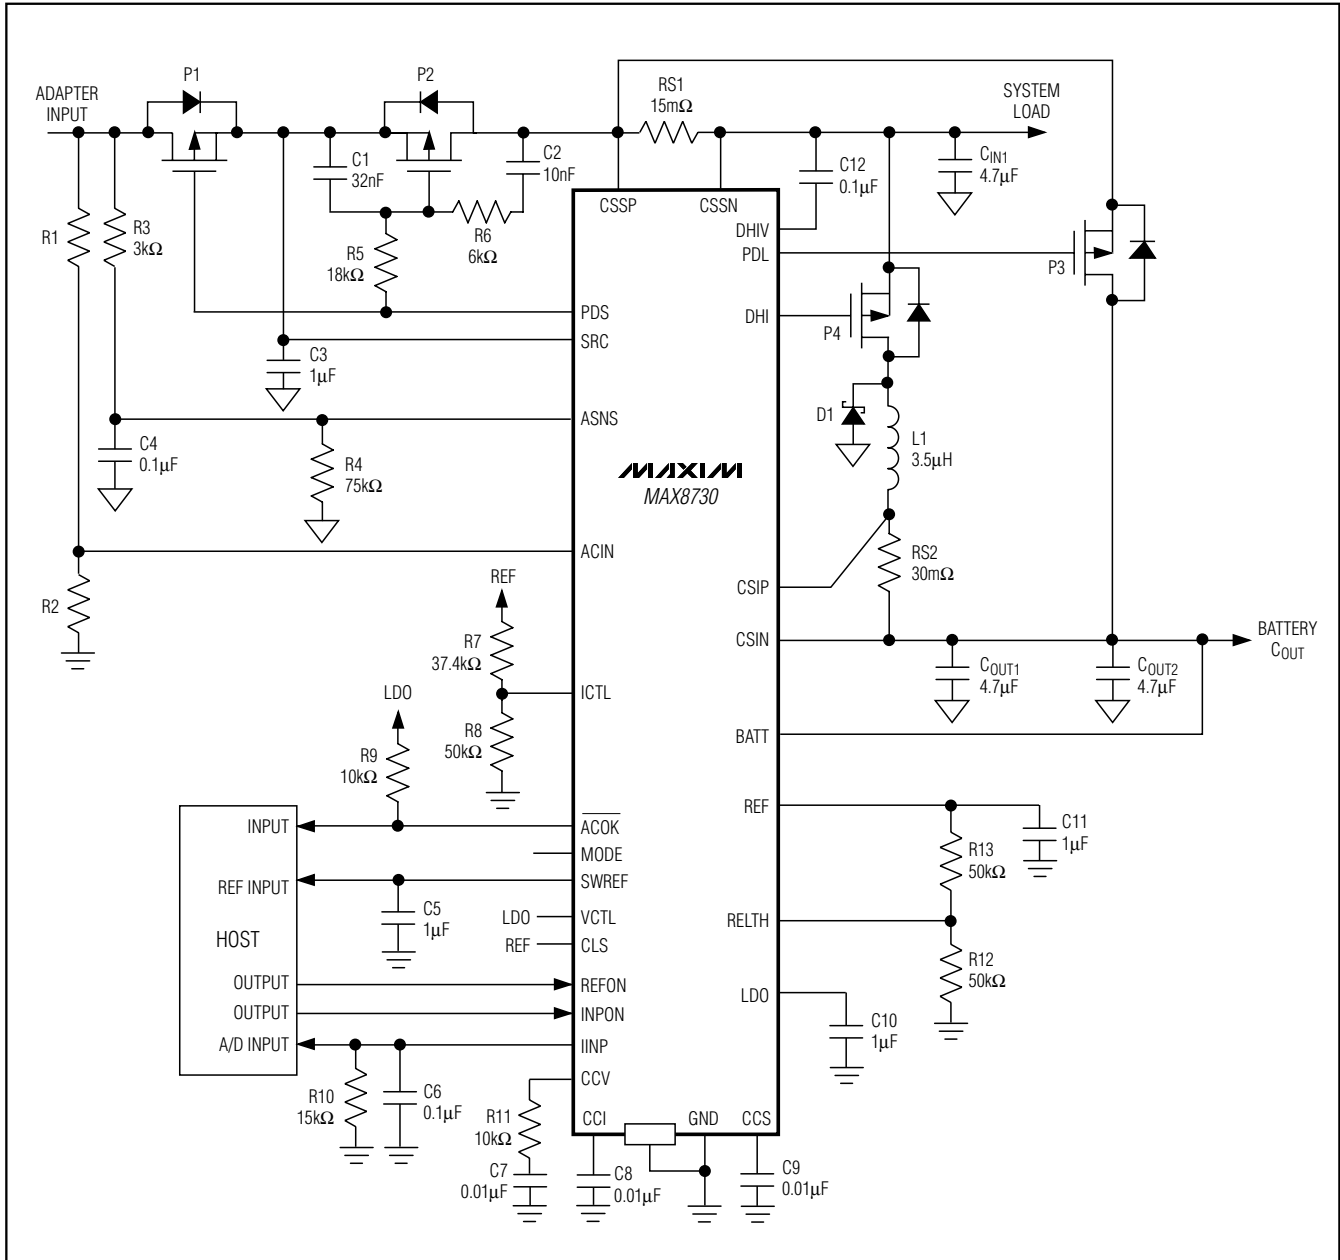 P1
P2
ADAPTER
INPUT
RS1
15mΩ
SYSTEM
LOAD
C1
32nF
C2
10nF
C12
0.1µF
CIN1
4.7µF
CSSP
CSSN
R1
R3
3kΩ
R5
18kΩ
R6
6kΩ
DHIV
PDL
P3
PDS
DHI
P4
SRC
C3
1µF
ASNS
D1
L1
3.5µH
C4
0.1µF
R4
75kΩ
MAXIM
MAX8730
ACIN
RS2
30mΩ
R2
REF
CSIP
R7
37.4kΩ
CSIN
BATTERY
COUT
LDO
ICTL
COUT1
4.7µF
COUT2
4.7µF
R9
10kΩ
R8
50kΩ
BATT
INPUT
ACOK
REF
C11
1µF
MODE
R13
50kΩ
REF INPUT
SWREF
C5
1µF
LDO
VCTL
RELTH
HOST
REF
CLS
R12
50kΩ
OUTPUT
REFON
LDO
OUTPUT
INPON
C10
1µF
A/D INPUT
IINP
R10
15kΩ
C6
0.1µF
CCV
R11
10kΩ
CCI
GND
CCS
C7
0.01µF
C8
0.01µF
C9
0.01µF